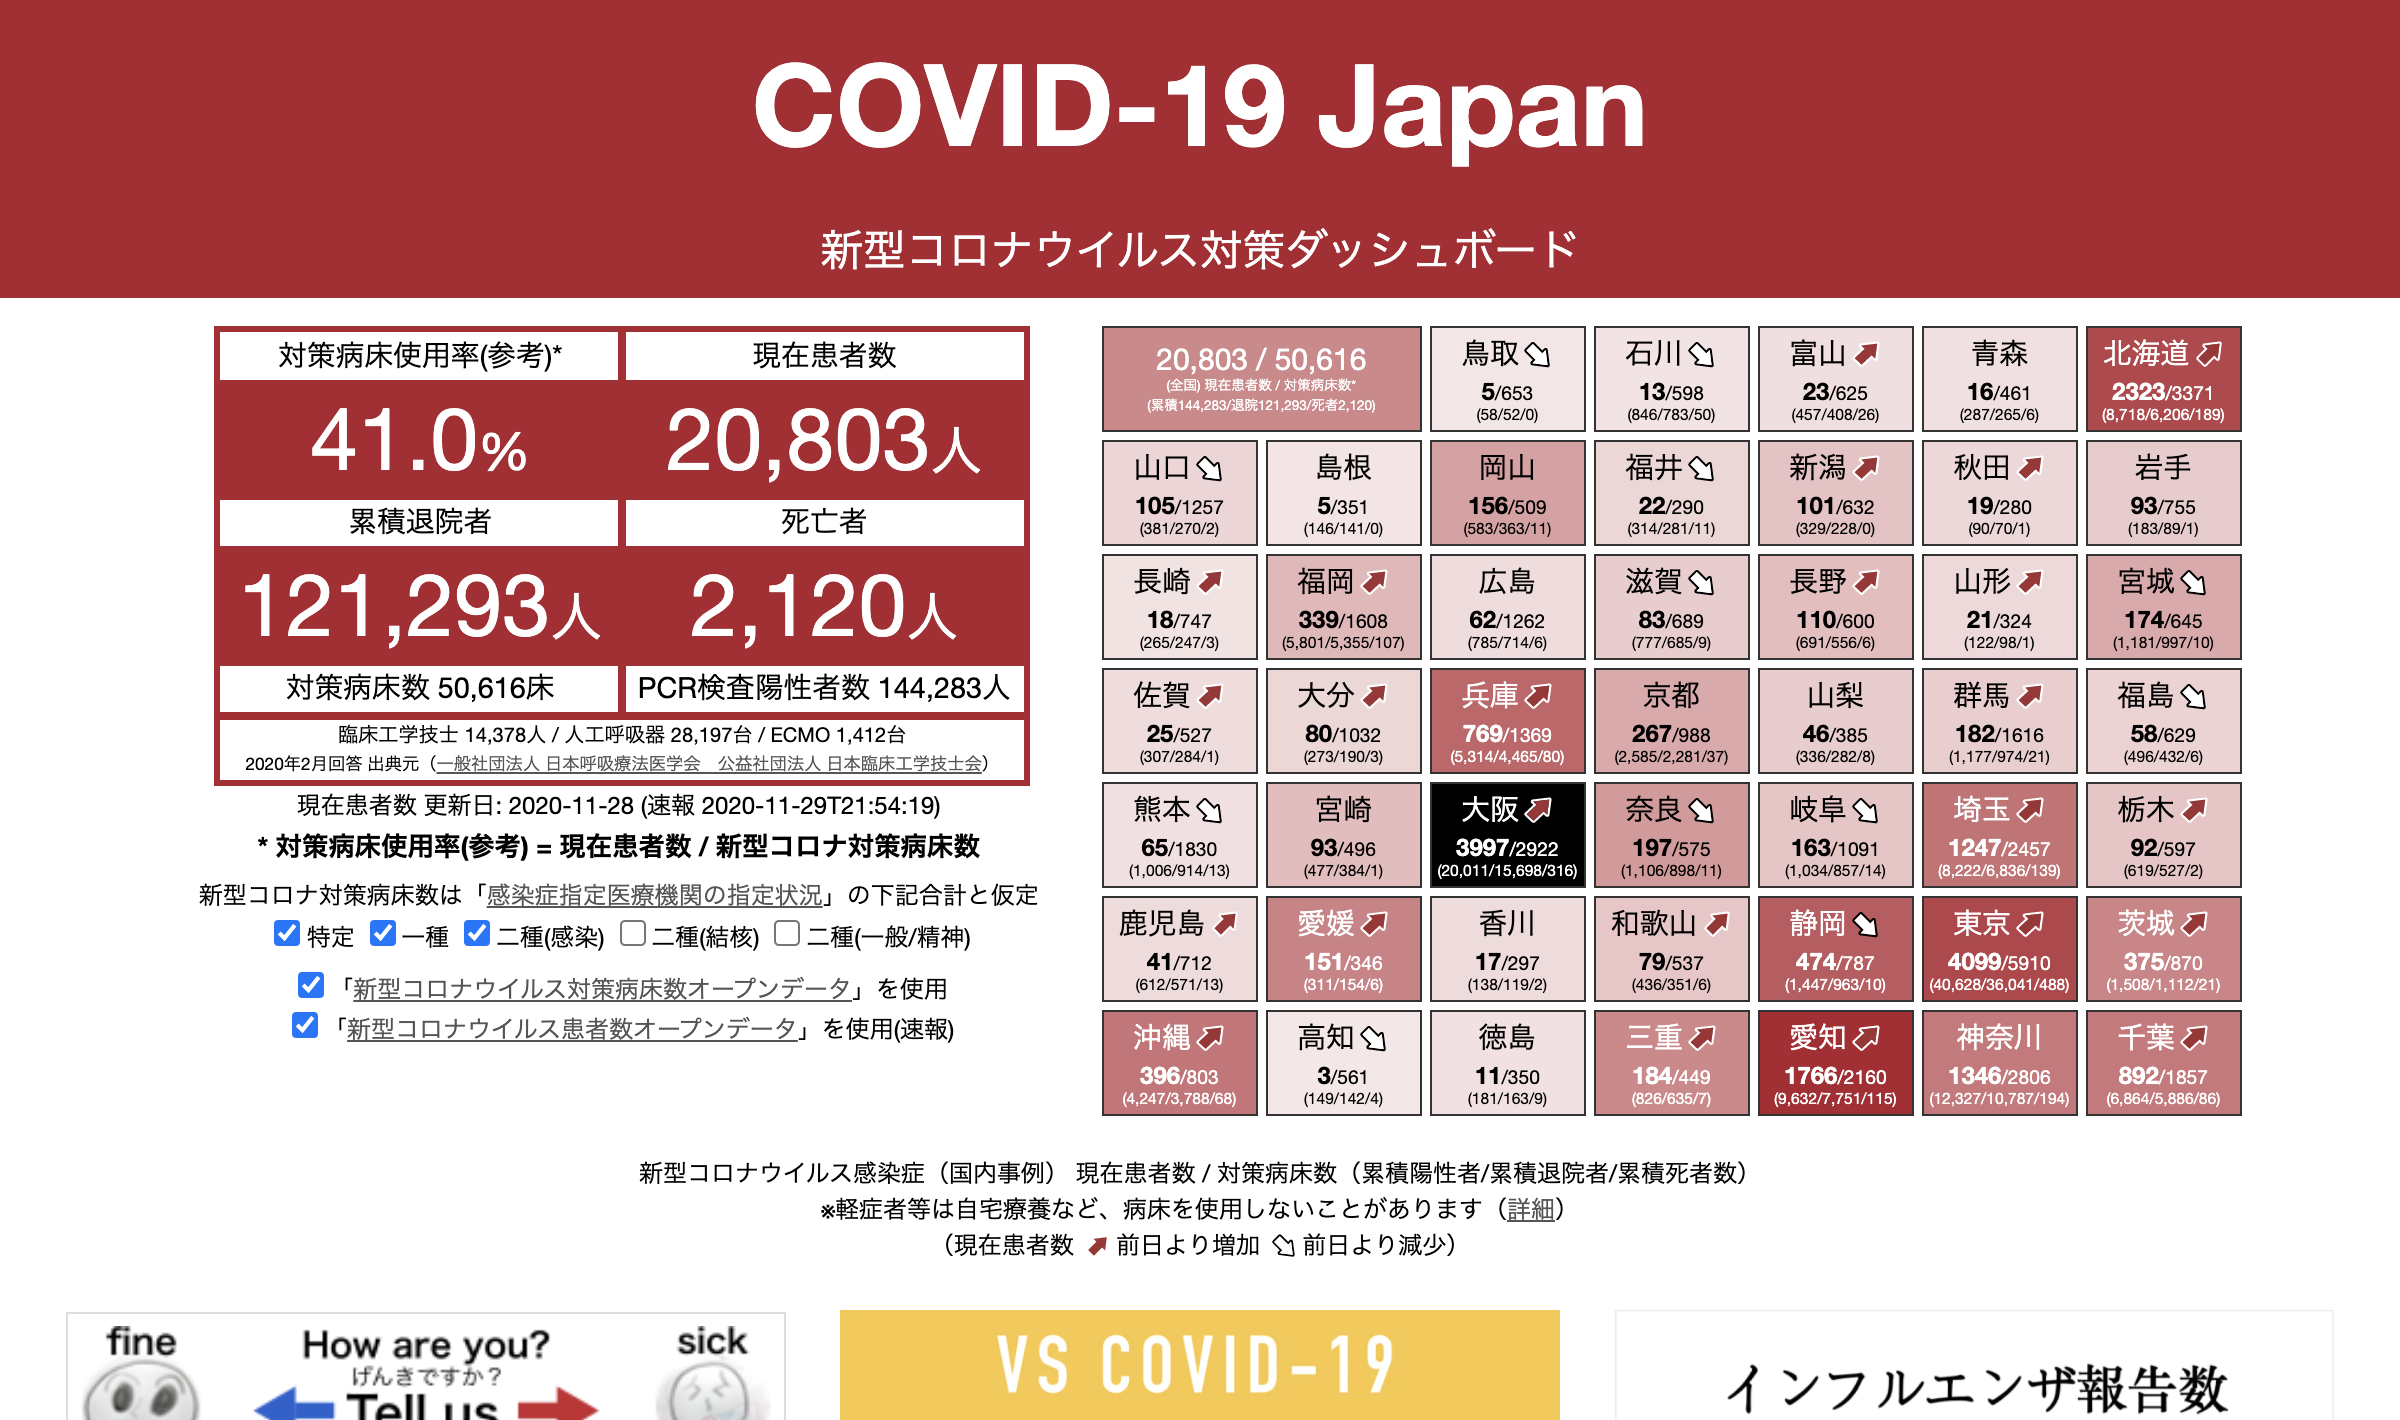 COVID-19 Japan
新型コロナウイルス対策ダッシュボード
対策病床使用率(参考)*
現在患者数
41.0%
20,803人
累積退院者
死亡者
121,293人
2,120人
対策病床数 50,616床
PCR検査陽性者数 144,283人
臨床工学技士 14,378人 / 人工呼吸器 28,197台 / ECMO 1,412台
2020年2月回答 出典元（一般社団法人 日本呼吸療法医学会　公益社団法人 日本臨床工学技士会）
現在患者数 更新日: 2020-11-28 (速報 2020-11-29T21:54:19)
* 対策病床使用率(参考) = 現在患者数 / 新型コロナ対策病床数
新型コロナ対策病床数は「感染症指定医療機関の指定状況」の下記合計と仮定
特定 一種 二種(感染) 二種(結核) 二種(一般/精神)
「新型コロナウイルス対策病床数オープンデータ」を使用
「新型コロナウイルス患者数オープンデータ」を使用(速報)
20,803 / 50,616
(全国) 現在患者数 / 対策病床数*
(累積144,283/退院121,293/死者2,120)
鳥取
5/653
(58/52/0)
石川
13/598
(846/783/50)
富山
23/625
(457/408/26)
青森
16/461
(287/265/6)
北海道
2323/3371
(8,718/6,206/189)
山口
105/1257
(381/270/2)
島根
5/351
(146/141/0)
岡山
156/509
(583/363/11)
福井
22/290
(314/281/11)
新潟
101/632
(329/228/0)
秋田
19/280
(90/70/1)
岩手
93/755
(183/89/1)
長崎
18/747
(265/247/3)
福岡
339/1608
(5,801/5,355/107)
広島
62/1262
(785/714/6)
滋賀
83/689
(777/685/9)
長野
110/600
(691/556/6)
山形
21/324
(122/98/1)
宮城
174/645
(1,181/997/10)
佐賀
25/527
(307/284/1)
大分
80/1032
(273/190/3)
兵庫
769/1369
(5,314/4,465/80)
京都
267/988
(2,585/2,281/37)
山梨
46/385
(336/282/8)
群馬
182/1616
(1,177/974/21)
福島
58/629
(496/432/6)
熊本
65/1830
(1,006/914/13)
宮崎
93/496
(477/384/1)
大阪
3997/2922
(20,011/15,698/316)
奈良
197/575
(1,106/898/11)
岐阜
163/1091
(1,034/857/14)
埼玉
1247/2457
(8,222/6,836/139)
栃木
92/597
(619/527/2)
鹿児島
41/712
(612/571/13)
愛媛
151/346
(311/154/6)
香川
17/297
(138/119/2)
和歌山
79/537
(436/351/6)
静岡
474/787
(1,447/963/10)
東京
4099/5910
(40,628/36,041/488)
茨城
375/870
(1,508/1,112/21)
沖縄
396/803
(4,247/3,788/68)
高知
3/561
(149/142/4)
徳島
11/350
(181/163/9)
三重
184/449
(826/635/7)
愛知
1766/2160
(9,632/7,751/115)
神奈川
1346/2806
(12,327/10,787/194)
千葉
892/1857
(6,864/5,886/86)
新型コロナウイルス感染症（国内事例） 現在患者数 / 対策病床数（累積陽性者/累積退院者/累積死者数）
※軽症者等は自宅療養など、病床を使用しないことがあります（詳細）
（現在患者数 前日より増加 前日より減少）
fine
How are you?
sick
げんきですか？
Tell us
VS COVID-19
インフルエンザ報告数